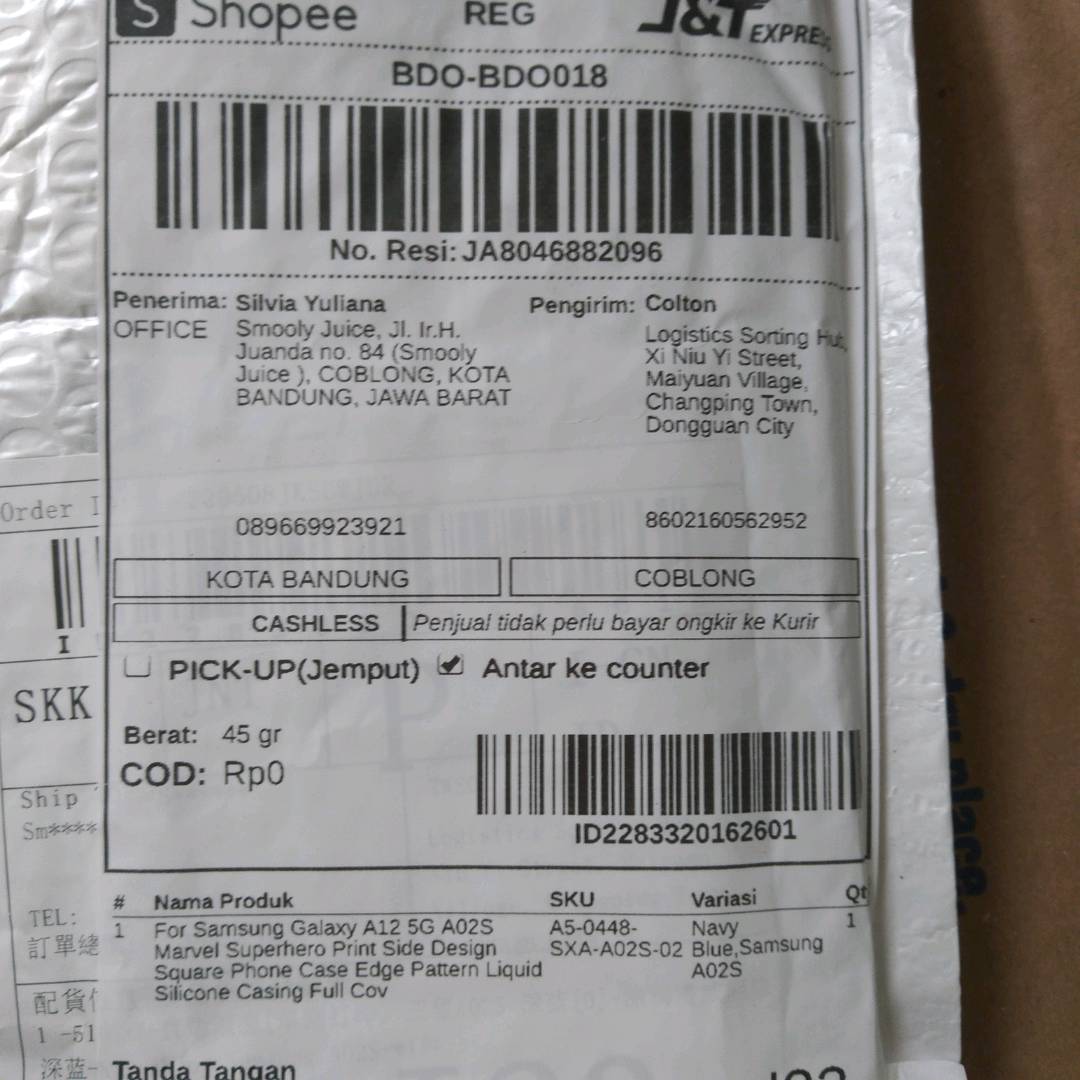 S Shopee
REG
J&T EXPRESS
BDO-BDO018
No. Resi: JA8046882096
Penerima: Silvia Yuliana
OFFICE
Smooly Juice, Jl. Ir.H.
Juanda no. 84 (Smooly
Juice ), COBLONG, KOTA
BANDUNG, JAWA BARAT
089669923921
Pengirim: Colton
Logistics Sorting Hub,
Xi Niu Yi Street,
Maiyuan Village,
Changping Town,
Dongguan City
8602160562952
KOTA BANDUNG
COBLONG
CASHLESS
Penjual tidak perlu bayar ongkir ke Kurir
PICK-UP(Jemput)
Antar ke counter
Berat: 45 gr
COD: Rp0
ID2283320162601
# Nama Produk SKU Variasi Qt
1 For Samsung Galaxy A12 5G A02S A5-0448- Navy 1
Marvel Superhero Print Side Design SXA-A02S-02 Blue,Samsung
Square Phone Case Edge Pattern Liquid A02S
Silicone Casing Full Cov
Tanda Tangan
Order I
I
SKK
Ship
Sm****
TEL:
訂單總
配貨
1 -51
深蓝-